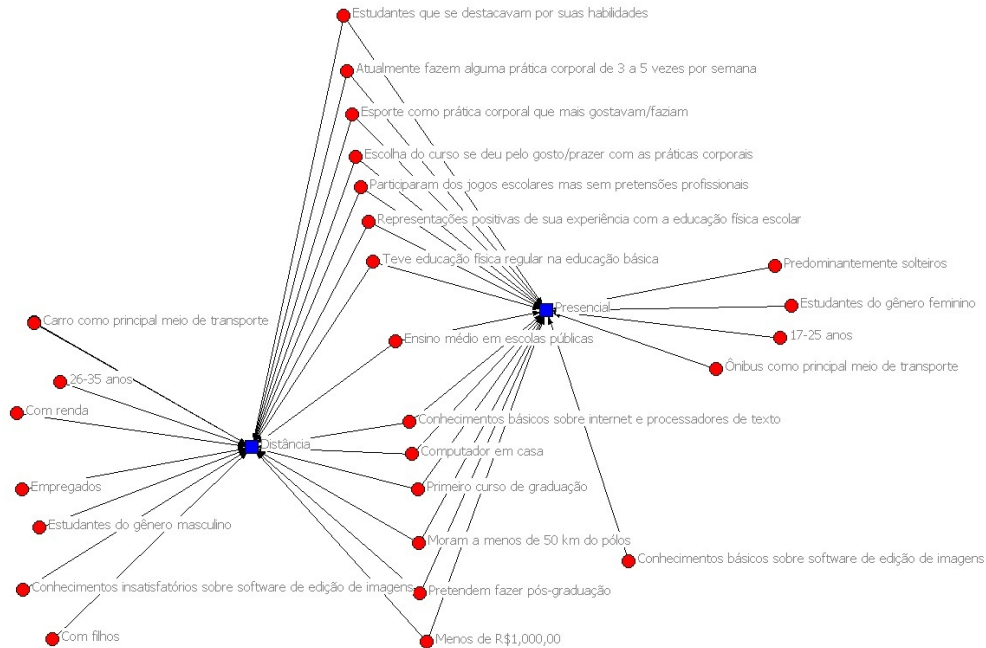 Estudantes que se destacavam por suas habilidades
Atualmente fazem alguma prática corporal de 3 a 5 vezes por semana
Esporte como prática corporal que mais gostavam/faziam
Escolha do curso se deu pelo gosto/prazer com as práticas corporais
Participaram dos jogos escolares mas sem pretensões profissionais
Representações positivas de sua experiência com a educação física escolar
Teve educação física regular na educação básica
Predominantemente solteiros
Presencial
Estudantes do gênero feminino
Carro como principal meio de transporte
17-25 anos
Ensino médio em escolas públicas
Ônibus como principal meio de transporte
26-35 anos
Com renda
Conhecimentos básicos sobre internet e processadores de texto
Distância
Computador em casa
Empregados
Primeiro curso de graduação
Estudantes do gênero masculino
Moram a menos de 50 km do pólos
Conhecimentos básicos sobre software de edição de imagens
Conhecimentos insatisfatórios sobre software de edição de imagens
Pretendem fazer pós-graduação
Com filhos
Menos de R$1,000,00